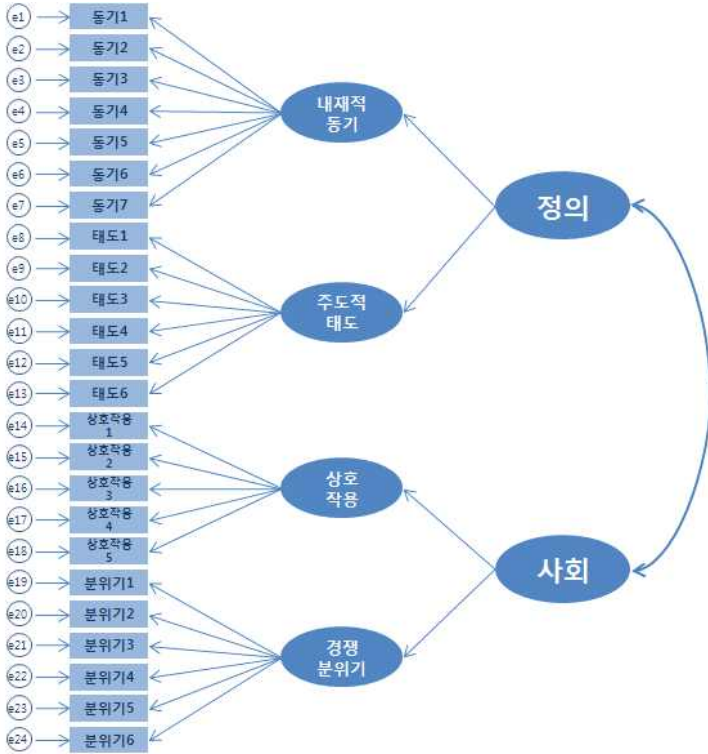 e1
동기1
e2
동기2
e3
동기3
e4
동기4
e5
동기5
e6
동기6
e7
동기7
e8
태도1
e9
태도2
e10
태도3
e11
태도4
e12
태도5
e13
태도6
e14
상호작용
1
e15
상호작용
2
e16
상호작용
3
e17
상호작용
4
e18
상호작용
5
e19
분위기1
e20
분위기2
e21
분위기3
e22
분위기4
e23
분위기5
e24
분위기6
내재적
동기
주도적
태도
상호
작용
경쟁
분위기
정의
사회